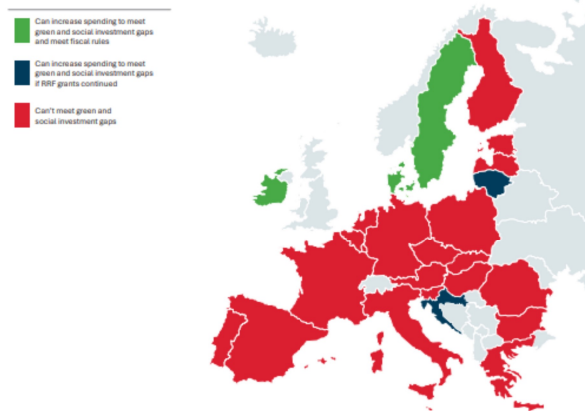 Can increase spending to meet
green and social investment gaps
and meet fiscal rules
Can increase spending to meet
green and social investment gaps
if RRF grants continued
Can't meet green and
social investment gaps